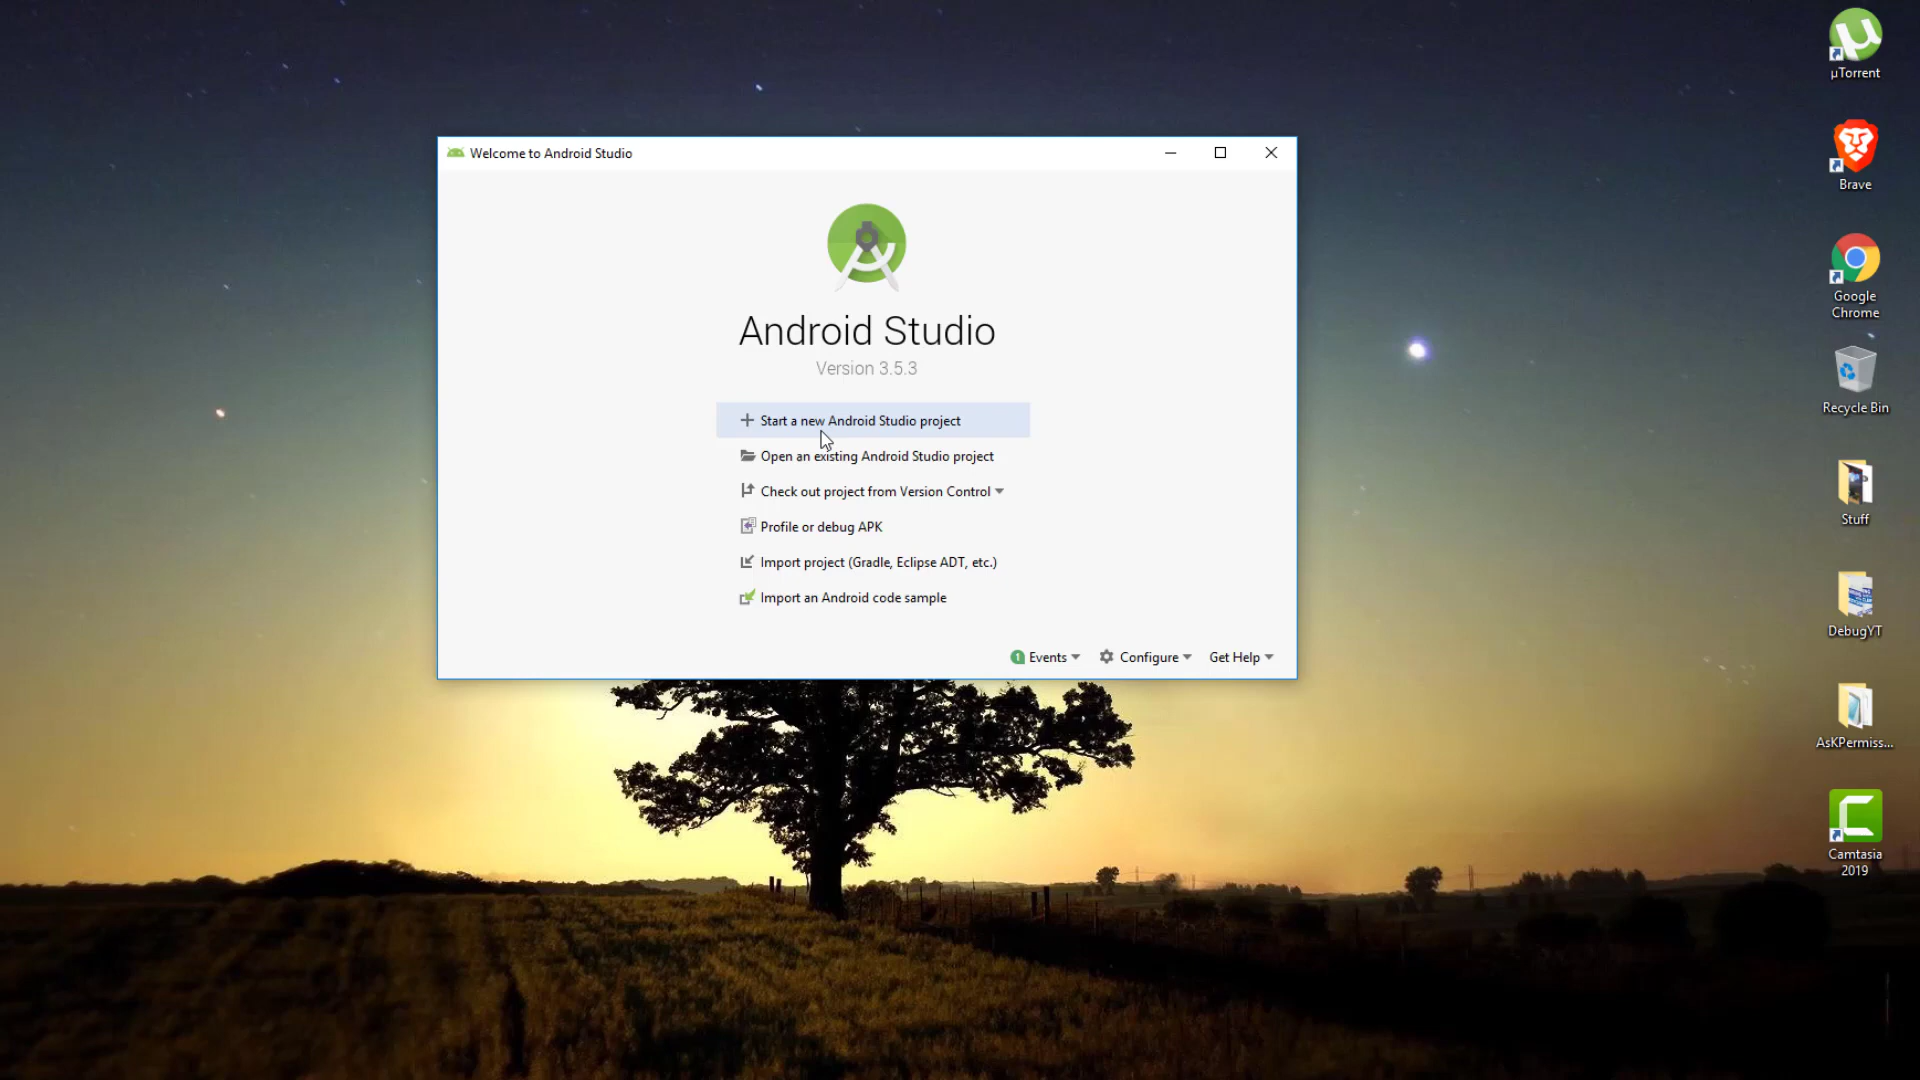 Welcome to Android Studio
Android Studio
Version 3.5.3
Start a new Android Studio project
Open an existing Android Studio project
Check out project from Version Control
Profile or debug APK
Import project (Gradle, Eclipse ADT, etc.)
Import an Android code sample
1 Events
Configure
Get Help
µTorrent
Brave
Google
Chrome
Recycle Bin
Stuff
DebugYT
AsKPermiss...
Camtasia
2019